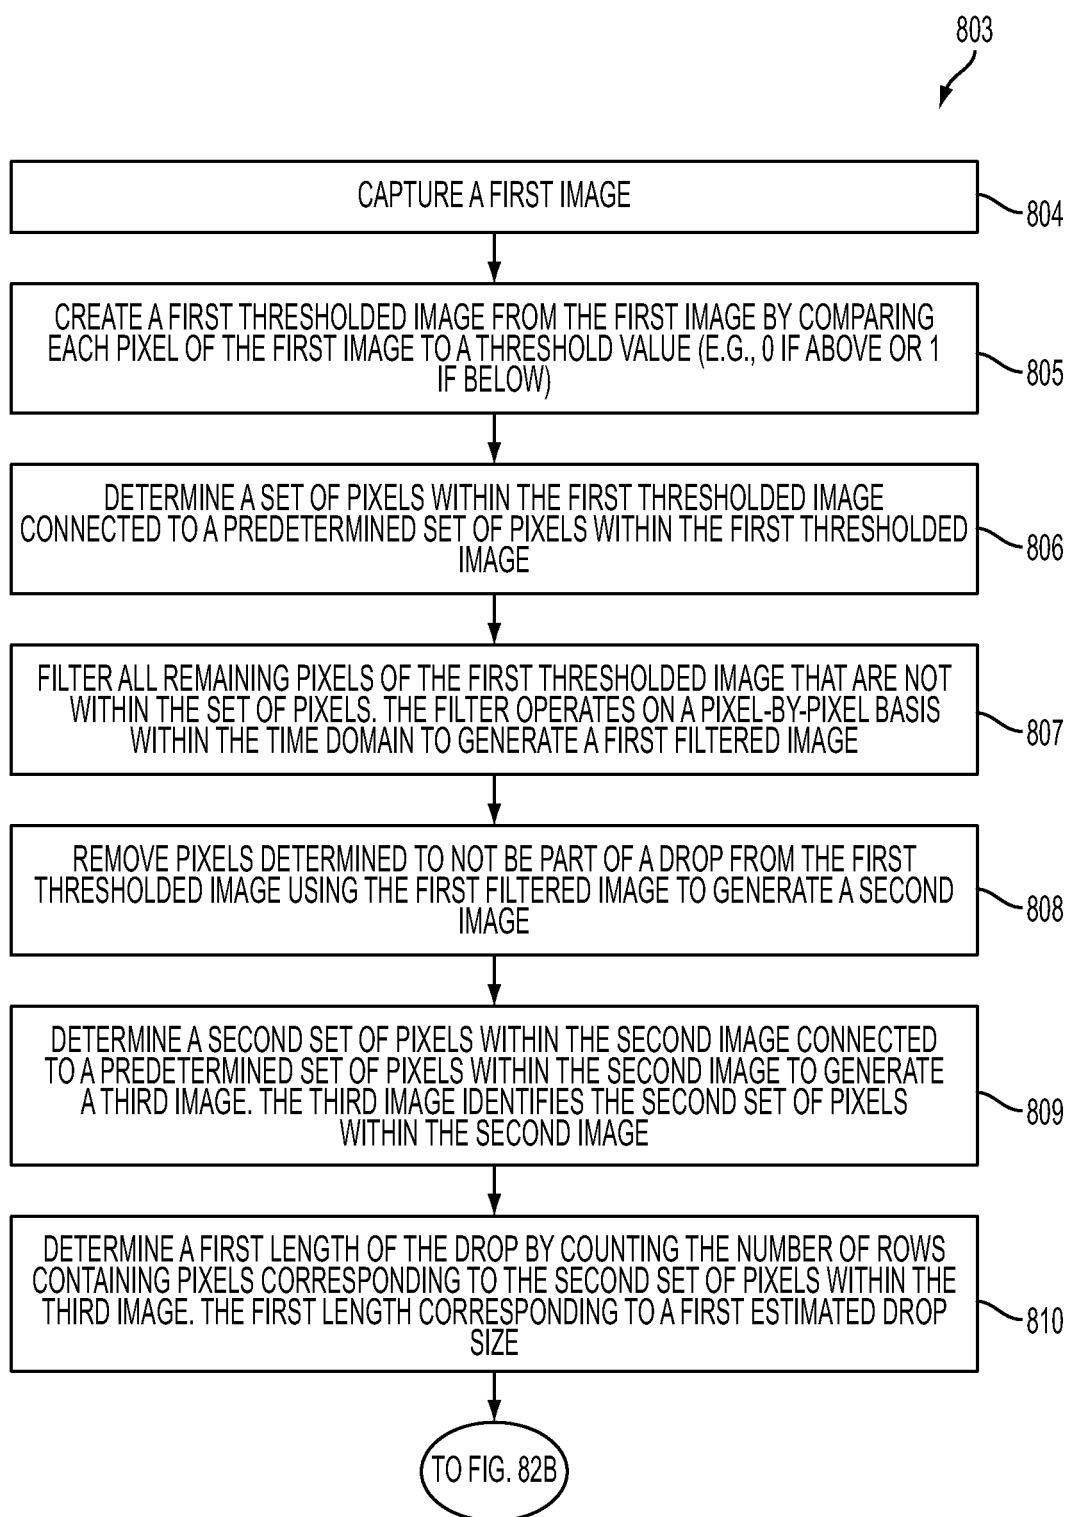 803
CAPTURE A FIRST IMAGE
804
CREATE A FIRST THRESHOLDED IMAGE FROM THE FIRST IMAGE BY COMPARING
EACH PIXEL OF THE FIRST IMAGE TO A THRESHOLD VALUE (E.G., 0 IF ABOVE OR 1
IF BELOW)
805
DETERMINE A SET OF PIXELS WITHIN THE FIRST THRESHOLDED IMAGE
CONNECTED TO A PREDETERMINED SET OF PIXELS WITHIN THE FIRST THRESHOLDED
IMAGE
806
FILTER ALL REMAINING PIXELS OF THE FIRST THRESHOLDED IMAGE THAT ARE NOT
WITHIN THE SET OF PIXELS. THE FILTER OPERATES ON A PIXEL-BY-PIXEL BASIS
WITHIN THE TIME DOMAIN TO GENERATE A FIRST FILTERED IMAGE
807
REMOVE PIXELS DETERMINED TO NOT BE PART OF A DROP FROM THE FIRST
THRESHOLDED IMAGE USING THE FIRST FILTERED IMAGE TO GENERATE A SECOND
IMAGE
808
DETERMINE A SECOND SET OF PIXELS WITHIN THE SECOND IMAGE CONNECTED
TO A PREDETERMINED SET OF PIXELS WITHIN THE SECOND IMAGE TO GENERATE
A THIRD IMAGE. THE THIRD IMAGE IDENTIFIES THE SECOND SET OF PIXELS
WITHIN THE SECOND IMAGE
809
DETERMINE A FIRST LENGTH OF THE DROP BY COUNTING THE NUMBER OF ROWS
CONTAINING PIXELS CORRESPONDING TO THE SECOND SET OF PIXELS WITHIN THE
THIRD IMAGE. THE FIRST LENGTH CORRESPONDING TO A FIRST ESTIMATED DROP
SIZE
810
TO FIG. 82B